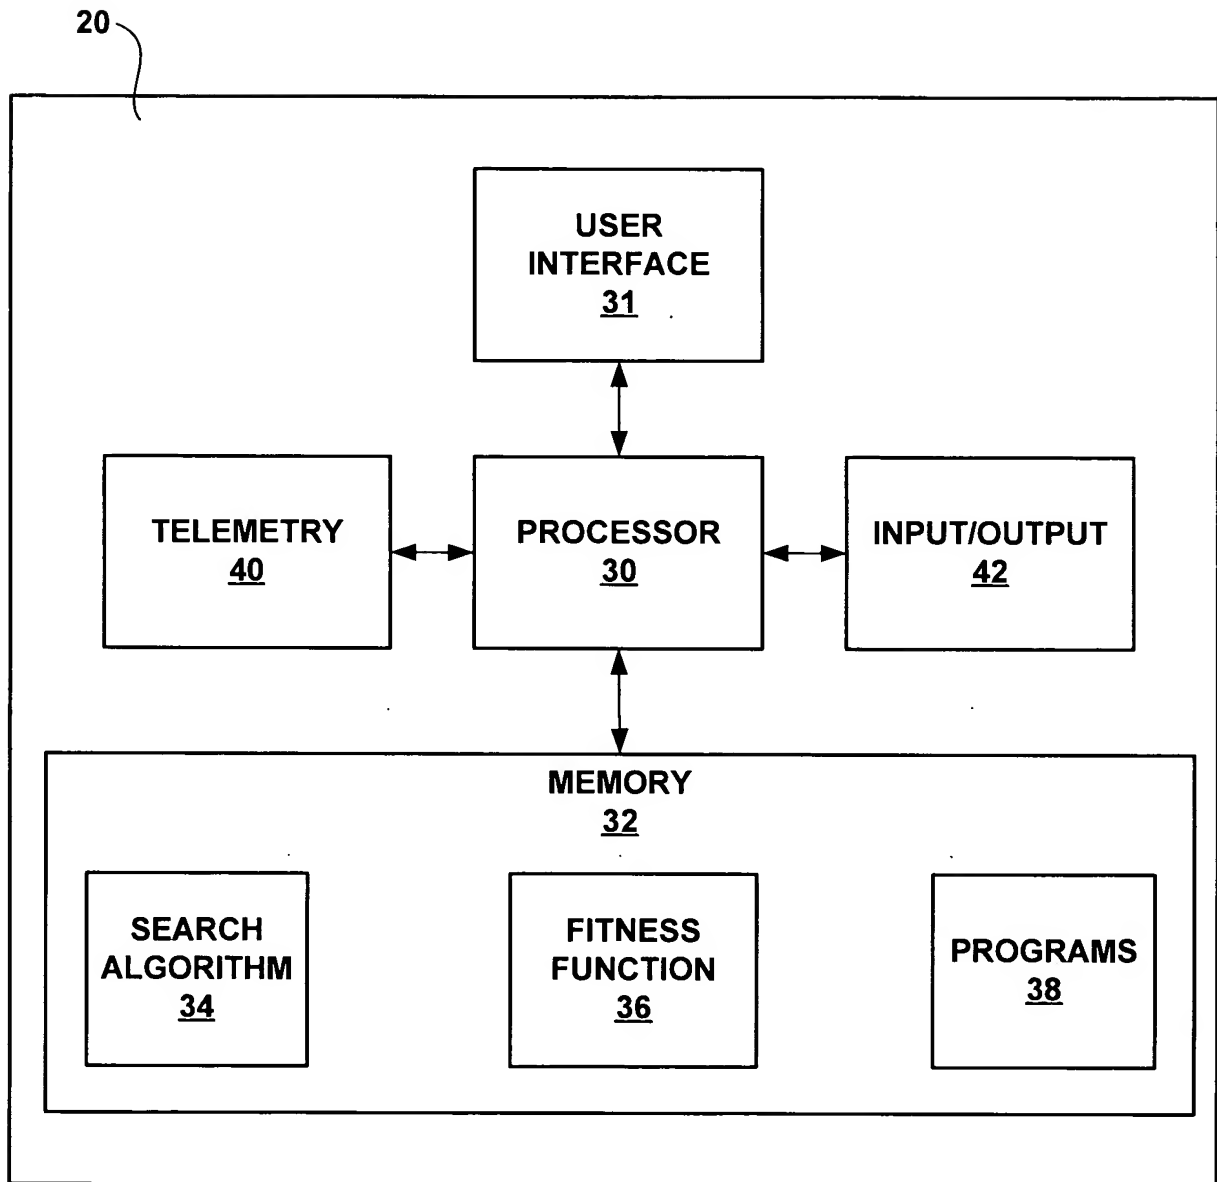 20
USER
INTERFACE
31
TELEMETRY
40
PROCESSOR
30
INPUT/OUTPUT
42
MEMORY
32
SEARCH
ALGORITHM
34
FITNESS
FUNCTION
36
PROGRAMS
38